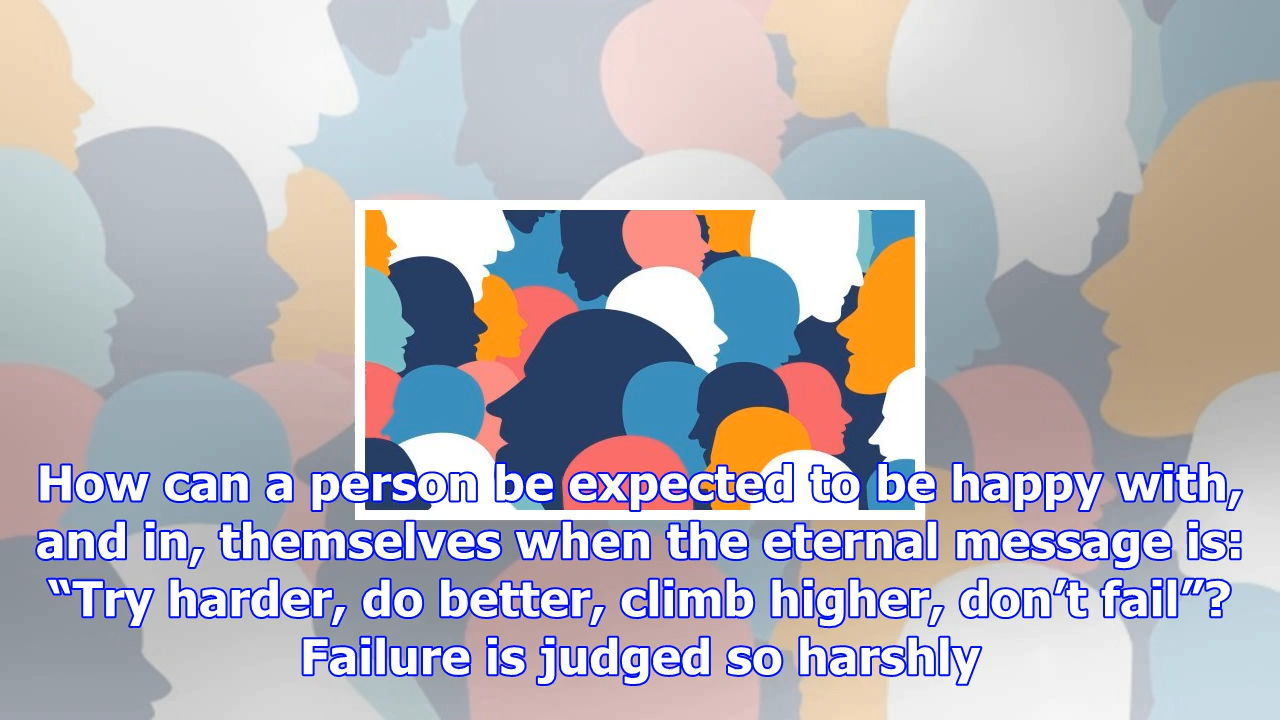 How can a person be expected to be happy with,
and in, themselves when the eternal message is:
“Try harder, do better, climb higher, don’t fail”?
Failure is judged so harshly